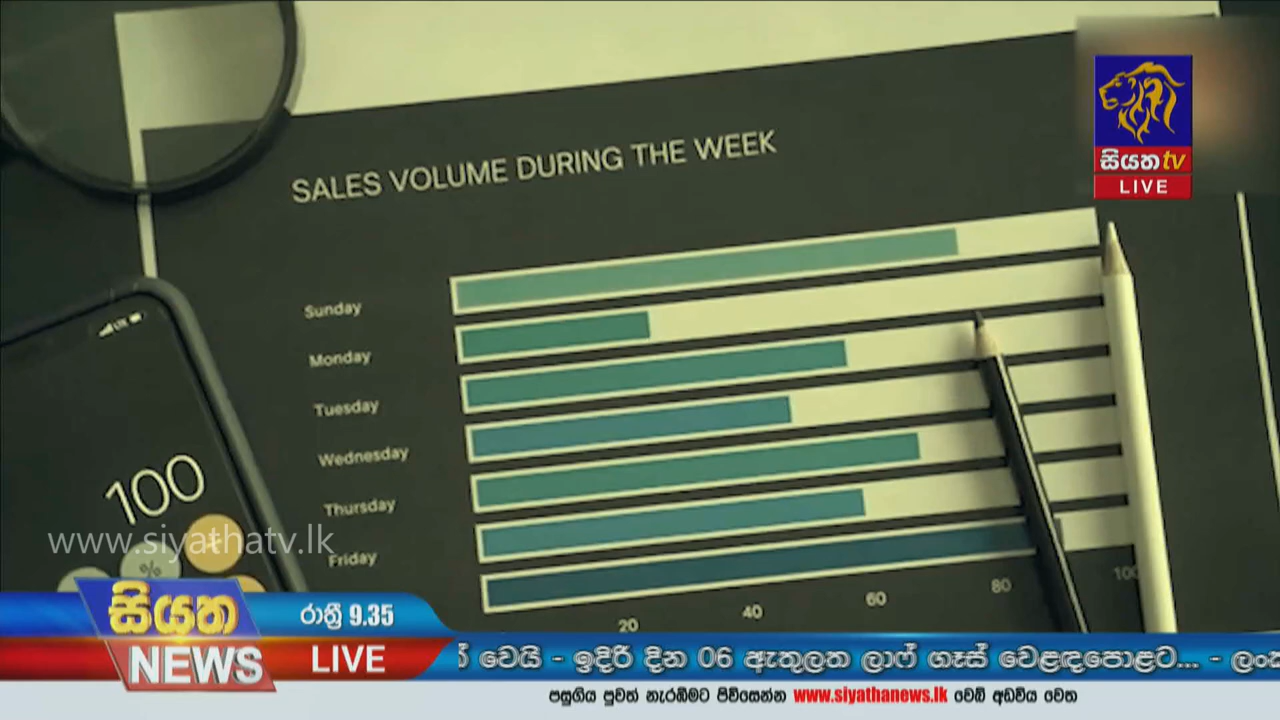 SALES VOLUME DURING THE WEEK
සියත tv
LIVE
Sunday
Monday
Tuesday
Wednesday
Thursday
Friday
20 40 60 80 100
100
%
www.siyathatv.lk
සියත
NEWS
රාත්‍රී 9.35
LIVE
වෙයි - ඉදිරි දින 06 ඇතුලත ලාෆ් ගෑස් වෙළඳපොළට... - ලංක
පසුගිය පුවත් නැරඹීමට පිවිසෙන්න www.siyathanews.lk වෙබ් අඩවිය වෙත